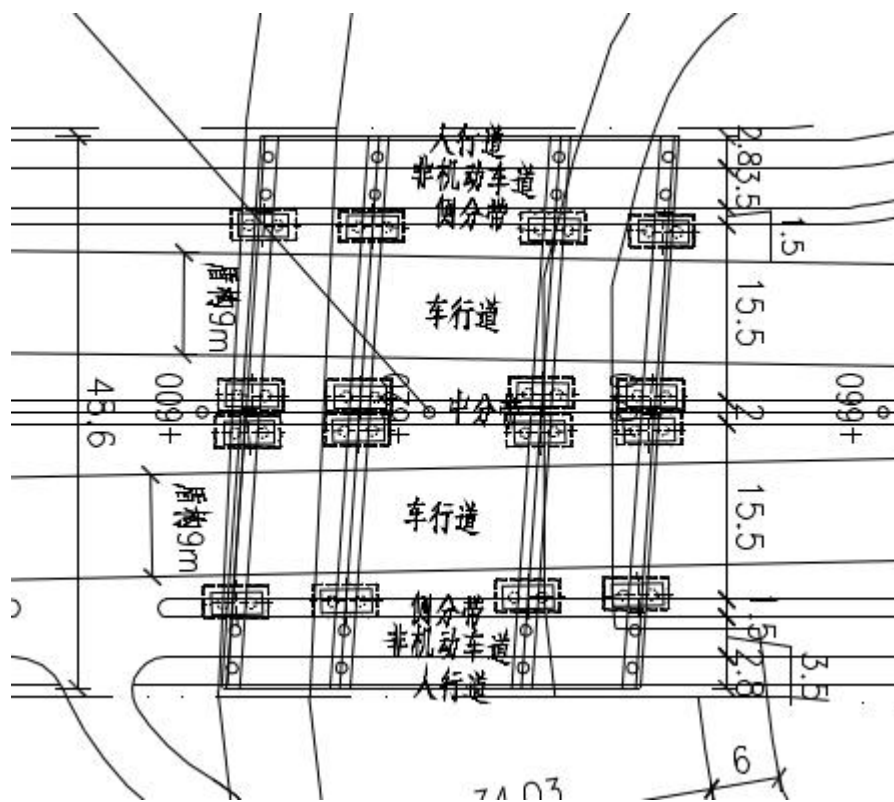 人行道
非机动车道
侧分带
2.8
3.5
1.5
盾构9m
车行道
15.5
48.6
600+
中分带
2
660+
盾构9m
车行道
15.5
侧分带
1.5
非机动车道
人行道
2.8
3.5
6
34.03